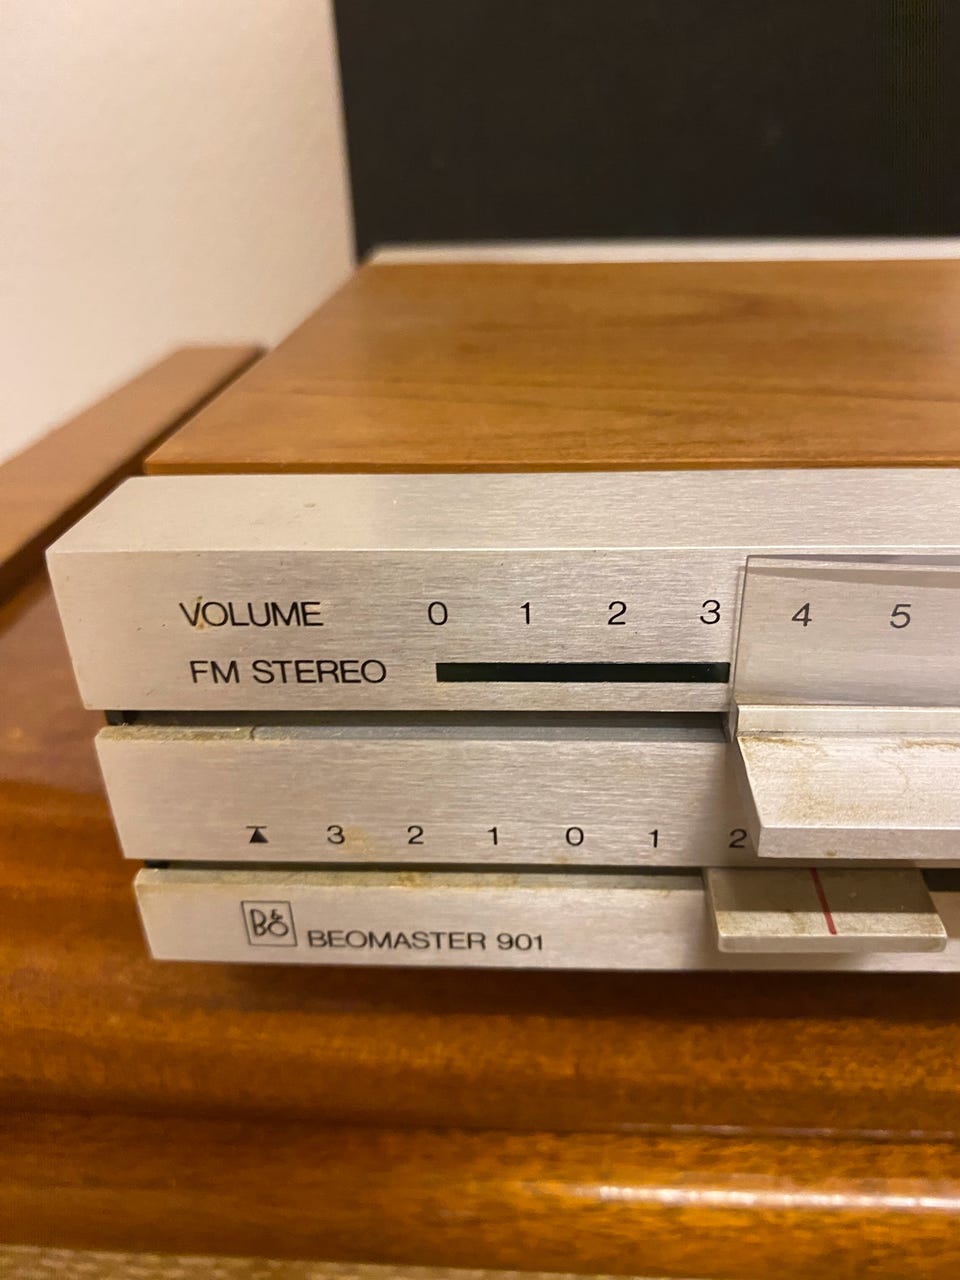 VOLUME 0 1 2 3 4 5
FM STEREO
3 2 1 0 1 2
B&O BEOMASTER 901